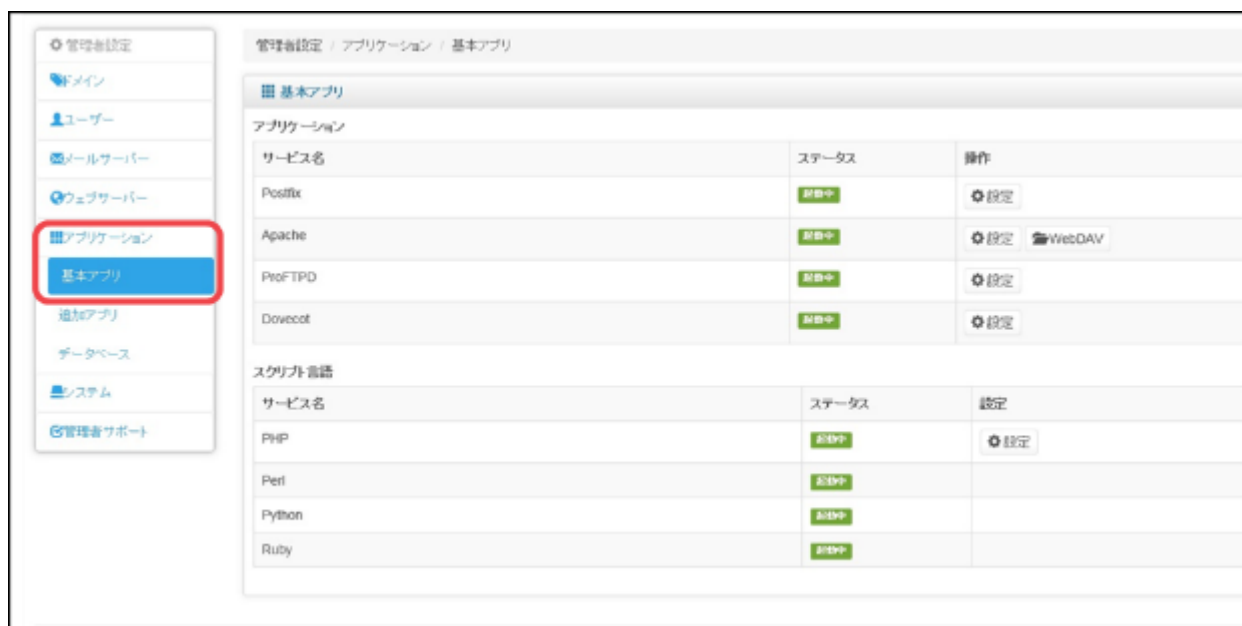 管理者設定
ドメイン
ユーザー
メールサーバー
ウェブサーバー
アプリケーション
基本アプリ
追加アプリ
データベース
システム
管理者サポート
管理者設定 / アプリケーション / 基本アプリ
基本アプリ
アプリケーション
サービス名 ステータス 操作
Postfix 起動中 設定
Apache 起動中 設定 WebDAV
ProFTPD 起動中 設定
Dovecot 起動中 設定
スクリプト言語
サービス名 ステータス 設定
PHP 起動中 設定
Perl 起動中
Python 起動中
Ruby 起動中